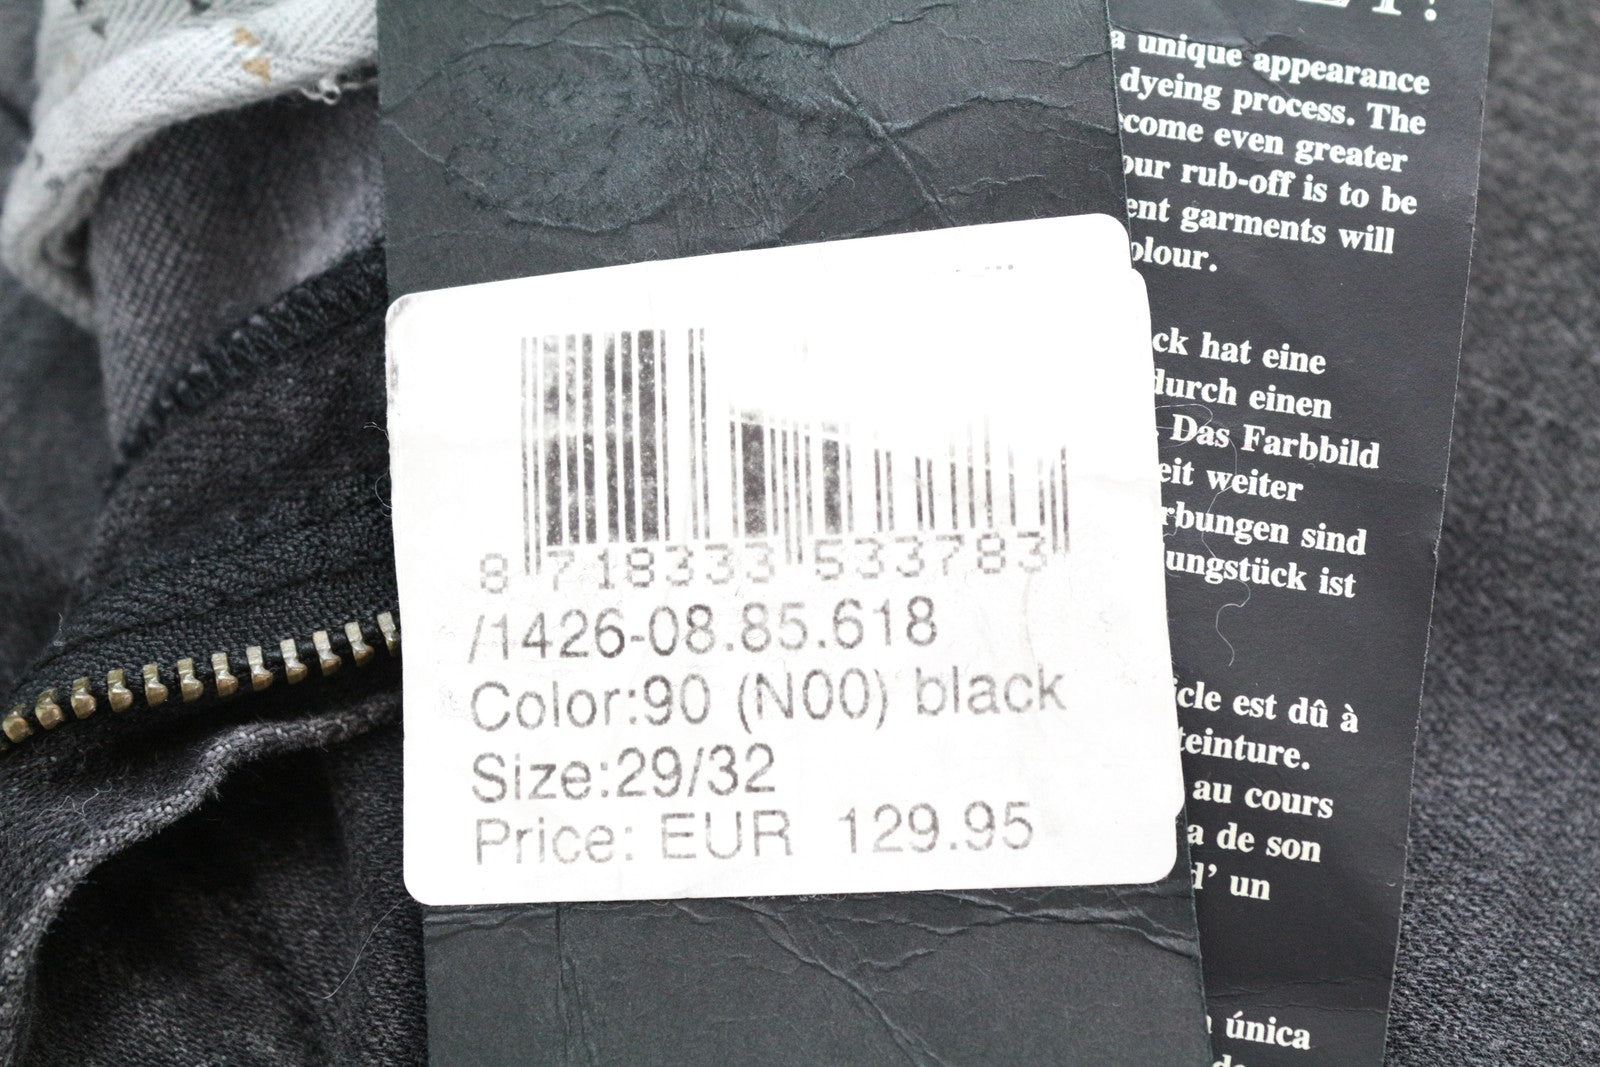 8 718333 533783
/1426-08.85.618
Color:90 (N00) black
Size:29/32
Price: EUR 129.95
a unique appearance
dyeing process. The
ecome even greater
our rub-off is to be
ent garments will
olour.
ck hat eine
durch einen
. Das Farbbild
eit weiter
rbungen sind
lungstück ist
icle est dû à
teinture.
au cours
a de son
d' un
única